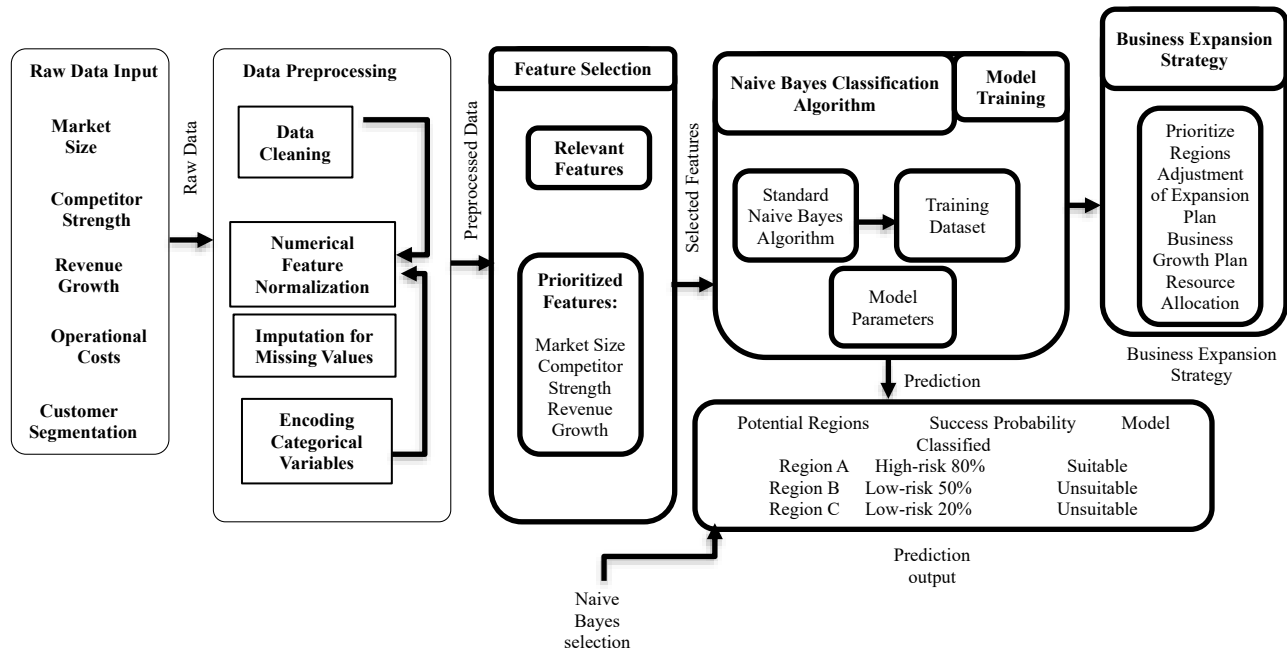 Raw Data Input
Market
Size
Competitor
Strength
Revenue
Growth
Operational
Costs
Customer
Segmentation
Raw Data
Data Preprocessing
Data
Cleaning
Numerical
Feature
Normalization
Imputation for
Missing Values
Encoding
Categorical
Variables
Preprocessed Data
Feature Selection
Relevant
Features
Prioritized
Features:
Market Size
Competitor
Strength
Revenue
Growth
Selected Features
Naive Bayes Classification
Algorithm
Model
Training
Standard
Naive Bayes
Algorithm
Training
Dataset
Model
Parameters
Business Expansion
Strategy
Prioritize
Regions
Adjustment
of Expansion
Plan
Business
Growth Plan
Resource
Allocation
Business Expansion
Strategy
Prediction
Potential Regions Success Probability Model
Classified
Region A High-risk 80% Suitable
Region B Low-risk 50% Unsuitable
Region C Low-risk 20% Unsuitable
Prediction
output
Naive
Bayes
selection